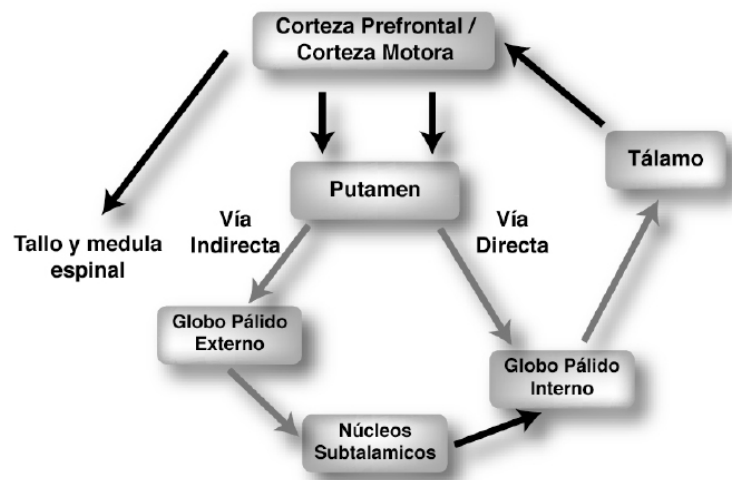 Corteza Prefrontal /
Corteza Motora
Tálamo
Putamen
Vía
Indirecta
Vía
Directa
Tallo y medula
espinal
Globo Pálido
Externo
Globo Pálido
Interno
Núcleos
Subtalamicos